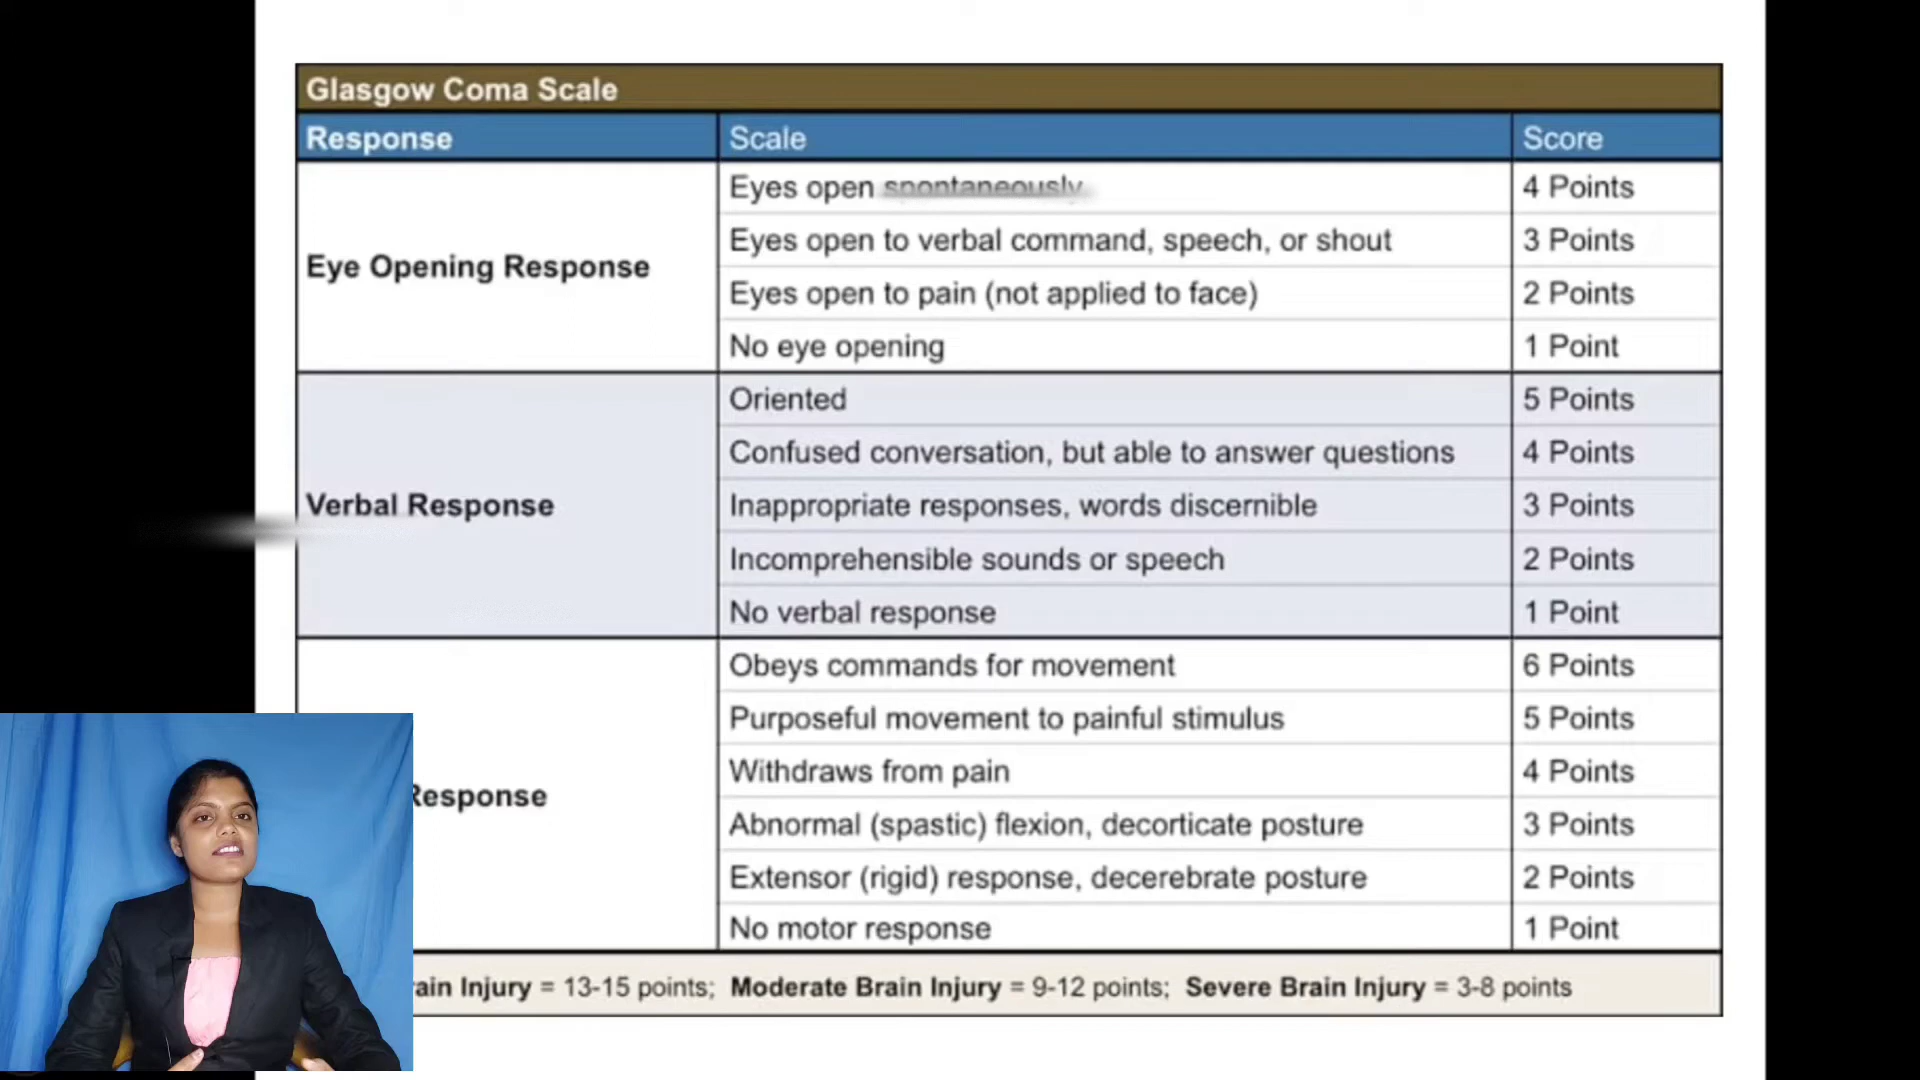 Glasgow Coma Scale
Response Scale Score
Eye Opening Response
Eyes open spontaneously 4 Points
Eyes open to verbal command, speech, or shout 3 Points
Eyes open to pain (not applied to face) 2 Points
No eye opening 1 Point
Verbal Response
Oriented 5 Points
Confused conversation, but able to answer questions 4 Points
Inappropriate responses, words discernible 3 Points
Incomprehensible sounds or speech 2 Points
No verbal response 1 Point
Response
Obeys commands for movement 6 Points
Purposeful movement to painful stimulus 5 Points
Withdraws from pain 4 Points
Abnormal (spastic) flexion, decorticate posture 3 Points
Extensor (rigid) response, decerebrate posture 2 Points
No motor response 1 Point
Injury = 13-15 points; Moderate Brain Injury = 9-12 points; Severe Brain Injury = 3-8 points